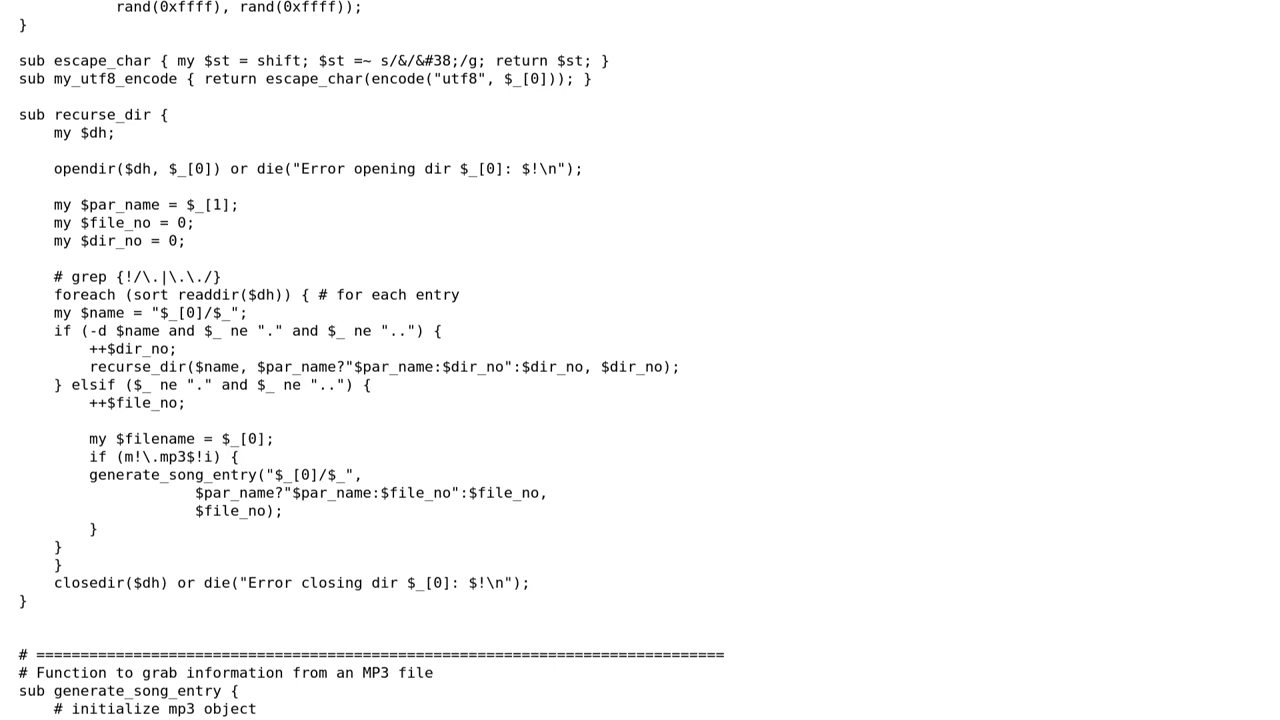 rand(0xffff), rand(0xffff));
}
sub escape_char { my $st = shift; $st =~ s/&/&#38;/g; return $st; }
sub my_utf8_encode { return escape_char(encode("utf8", $_[0])); }
sub recurse_dir {
my $dh;
opendir($dh, $_[0]) or die("Error opening dir $_[0]: $!\n");
my $par_name = $_[1];
my $file_no = 0;
my $dir_no = 0;
# grep {!/\.|\.\./}
foreach (sort readdir($dh)) { # for each entry
my $name = "$_[0]/$_";
if (-d $name and $_ ne "." and $_ ne "..") {
++$dir_no;
recurse_dir($name, $par_name?"$par_name:$dir_no":$dir_no, $dir_no);
} elsif ($_ ne "." and $_ ne "..") {
++$file_no;
my $filename = $_[0];
if (m!\.mp3$!i) {
generate_song_entry("$_[0]/$_",
$par_name?"$par_name:$file_no":$file_no,
$file_no);
}
}
}
closedir($dh) or die("Error closing dir $_[0]: $!\n");
}
# ==============================================================================
# Function to grab information from an MP3 file
sub generate_song_entry {
# initialize mp3 object